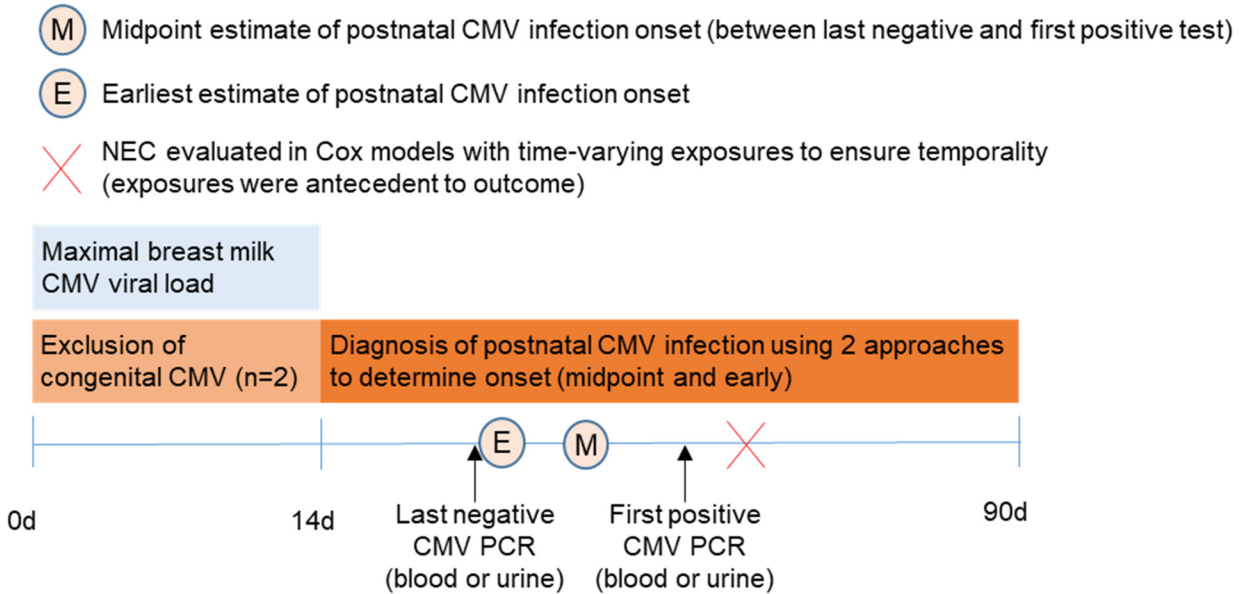 M Midpoint estimate of postnatal CMV infection onset (between last negative and first positive test)
E Earliest estimate of postnatal CMV infection onset
NEC evaluated in Cox models with time-varying exposures to ensure temporality
(exposures were antecedent to outcome)
Maximal breast milk
CMV viral load
Exclusion of
congenital CMV (n=2)
Diagnosis of postnatal CMV infection using 2 approaches
to determine onset (midpoint and early)
E
M
0d
14d
Last negative
CMV PCR
(blood or urine)
First positive
CMV PCR
(blood or urine)
90d